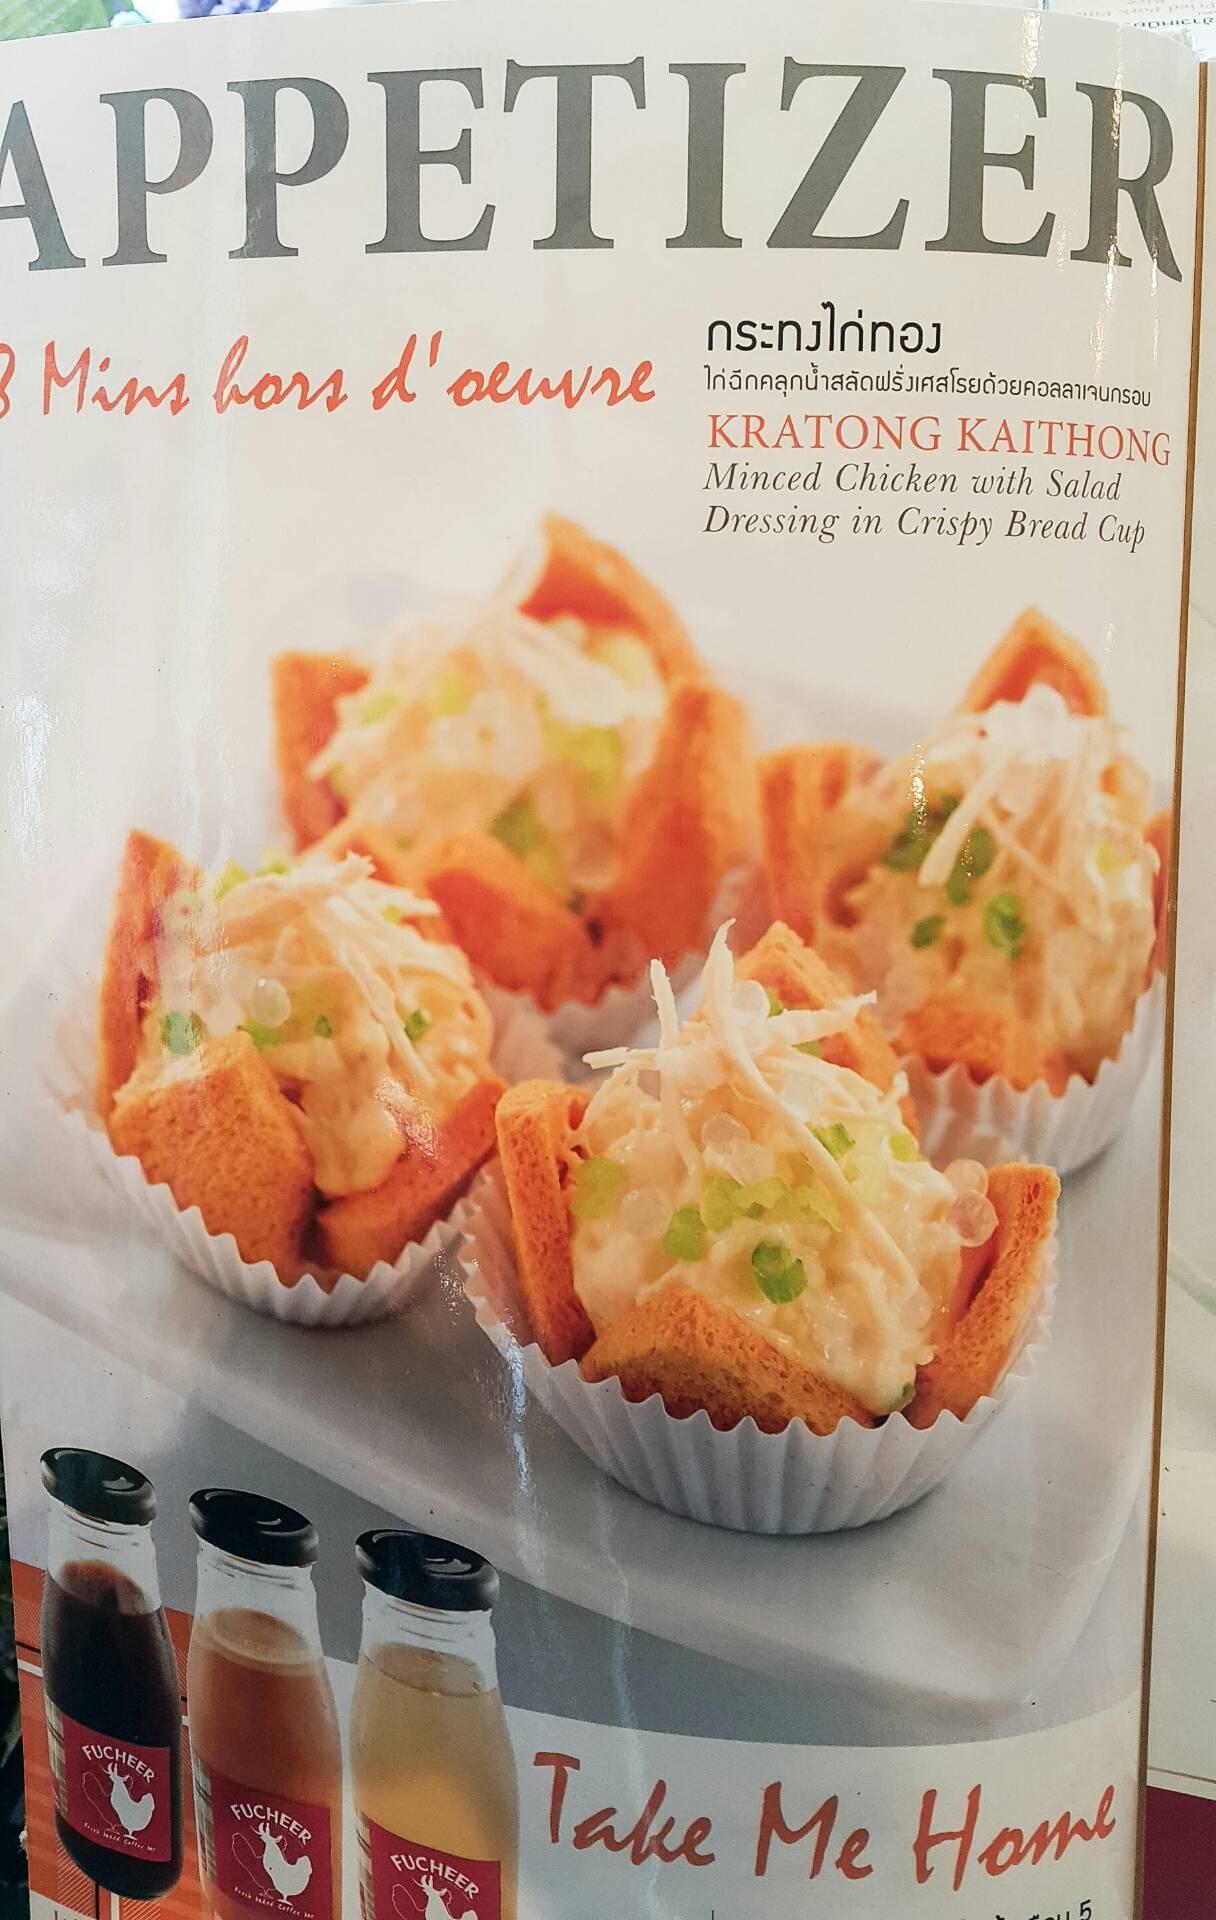 APPETIZER
3 Mins hors d'oeuvre
กระทงไก่ทอง
ไก่ฉีกคลุกน้ำสลัดฝรั่งเศสโรยด้วยคอลลาเจนกรอบ
KRATONG KAITHONG
Minced Chicken with Salad
Dressing in Crispy Bread Cup
FUCHEER
FUCHEER
FUCHEER
Take Me Home
5